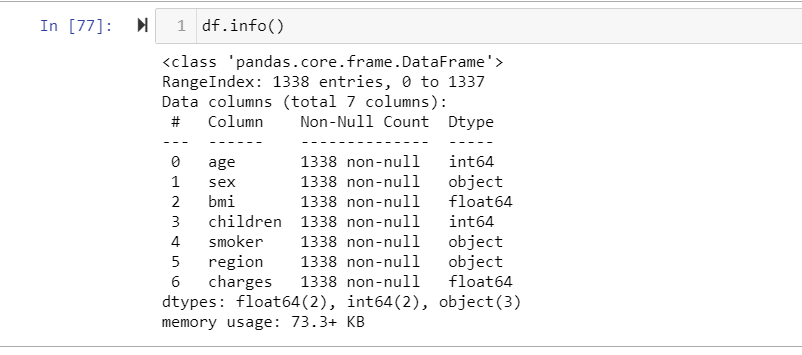 In [77]: 1 df.info()
<class 'pandas.core.frame.DataFrame'>
RangeIndex: 1338 entries, 0 to 1337
Data columns (total 7 columns):
 #   Column    Non-Null Count  Dtype
---  ------    --------------  -----
 0   age       1338 non-null   int64
 1   sex       1338 non-null   object
 2   bmi       1338 non-null   float64
 3   children  1338 non-null   int64
 4   smoker    1338 non-null   object
 5   region    1338 non-null   object
 6   charges   1338 non-null   float64
dtypes: float64(2), int64(2), object(3)
memory usage: 73.3+ KB